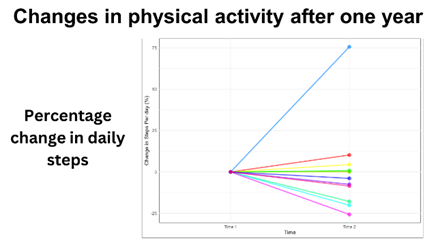 Changes in physical activity after one year
Percentage
change in daily
steps
Change in Steps Per day (%)
75
50
25
0
-25
Time 1
Time 2
Time